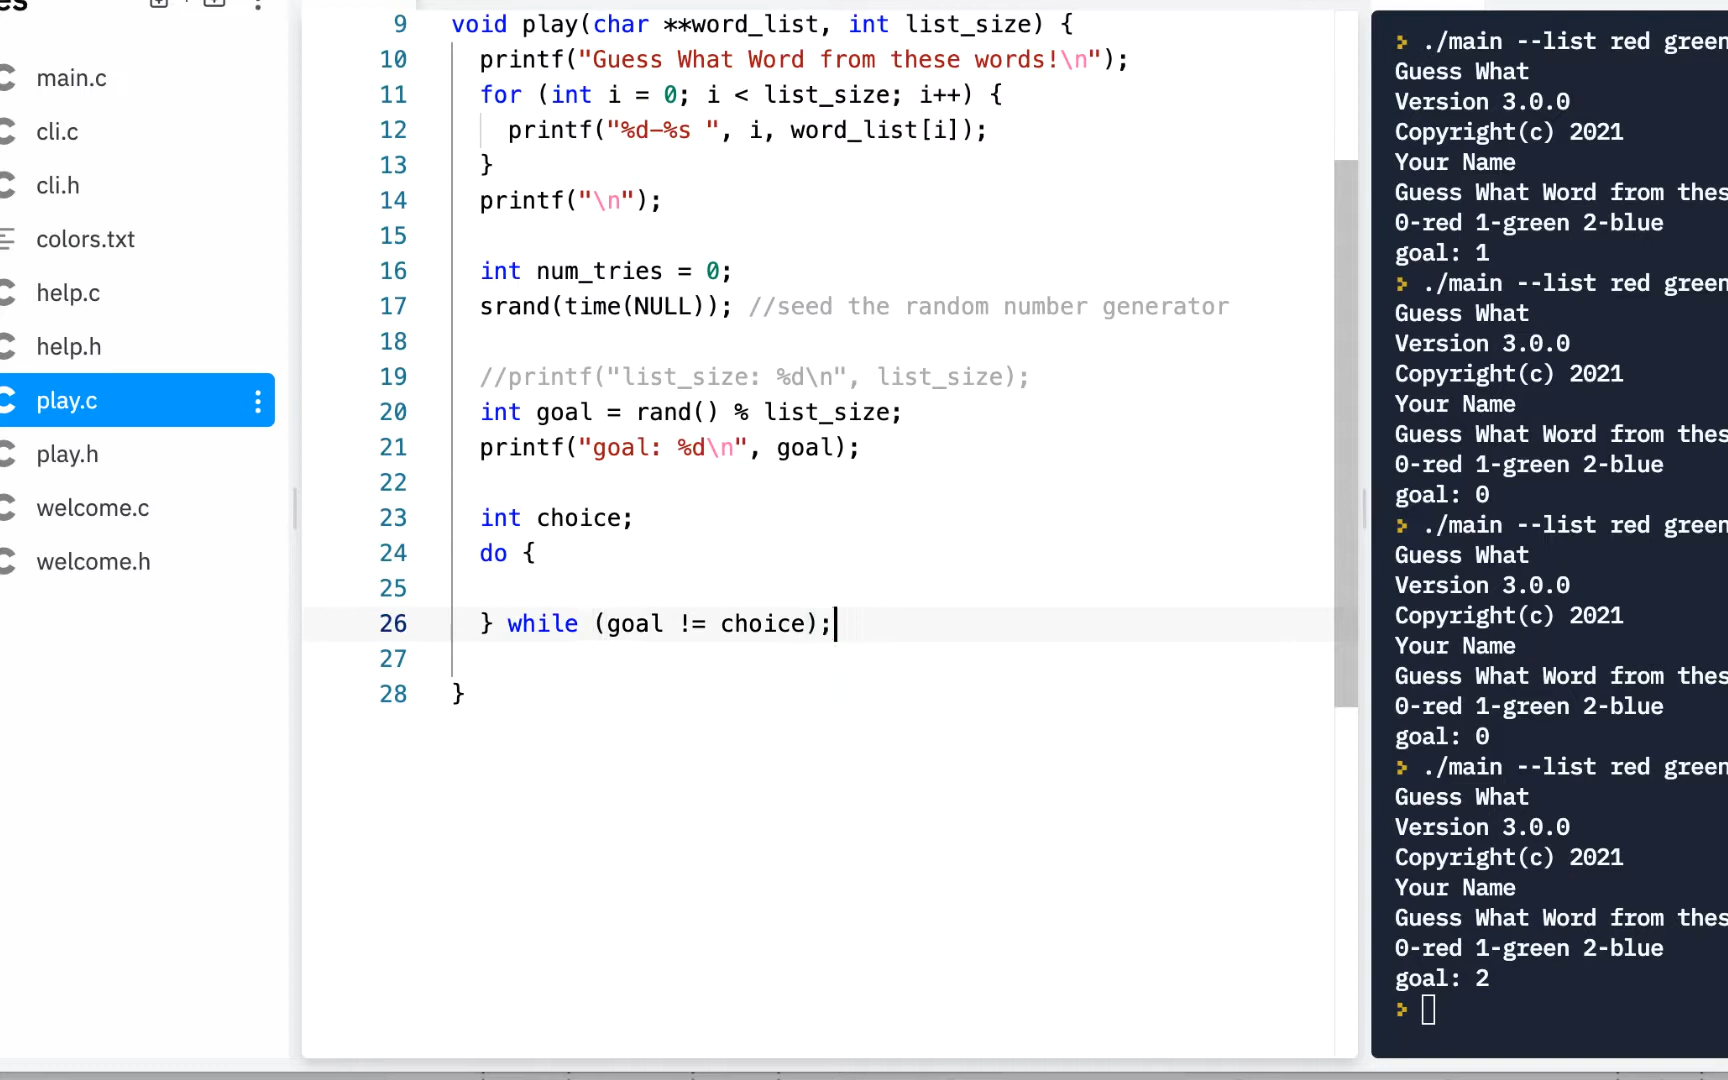 es
main.c
cli.c
cli.h
colors.txt
help.c
help.h
play.c
play.h
welcome.c
welcome.h
9 void play(char **word_list, int list_size) {
10 printf("Guess What Word from these words!\n");
11 for (int i = 0; i < list_size; i++) {
12 printf("%d-%s ", i, word_list[i]);
13 }
14 printf("\n");
15
16 int num_tries = 0;
17 srand(time(NULL)); //seed the random number generator
18
19 //printf("list_size: %d\n", list_size);
20 int goal = rand() % list_size;
21 printf("goal: %d\n", goal);
22
23 int choice;
24 do {
25
26 } while (goal != choice);
27
28 }
./main --list red green
Guess What
Version 3.0.0
Copyright(c) 2021
Your Name
Guess What Word from thes
0-red 1-green 2-blue
goal: 1
./main --list red green
Guess What
Version 3.0.0
Copyright(c) 2021
Your Name
Guess What Word from thes
0-red 1-green 2-blue
goal: 0
./main --list red green
Guess What
Version 3.0.0
Copyright(c) 2021
Your Name
Guess What Word from thes
0-red 1-green 2-blue
goal: 0
./main --list red green
Guess What
Version 3.0.0
Copyright(c) 2021
Your Name
Guess What Word from thes
0-red 1-green 2-blue
goal: 2